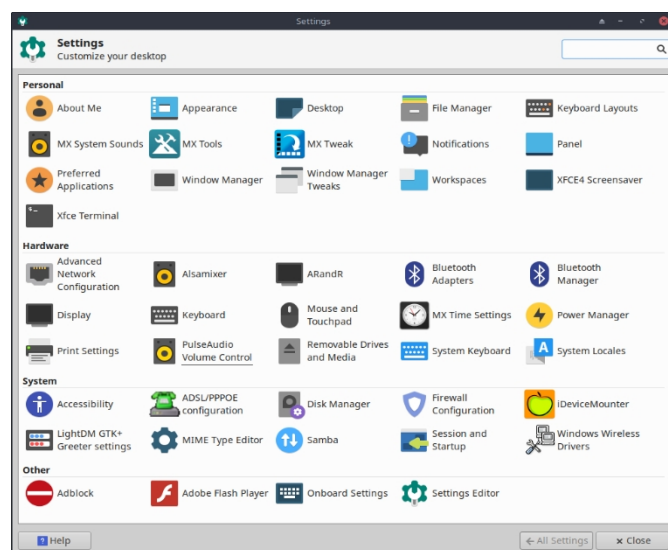 Settings
Settings
Customize your desktop
Personal
About Me
Appearance
Desktop
File Manager
Keyboard Layouts
MX System Sounds
MX Tools
MX Tweak
Notifications
Panel
Preferred
Applications
Window Manager
Window Manager
Tweaks
Workspaces
XFCE4 Screensaver
Xfce Terminal
Hardware
Advanced
Network
Configuration
Alsamixer
ARandR
Bluetooth
Adapters
Bluetooth
Manager
Display
Keyboard
Mouse and
Touchpad
MX Time Settings
Power Manager
Print Settings
PulseAudio
Volume Control
Removable Drives
and Media
System Keyboard
System Locales
System
Accessibility
ADSL/PPPOE
configuration
Disk Manager
Firewall
Configuration
iDeviceMounter
LightDM GTK+
Greeter settings
MIME Type Editor
Samba
Session and
Startup
Windows Wireless
Drivers
Other
Adblock
Adobe Flash Player
Onboard Settings
Settings Editor
Help
All Settings
Close